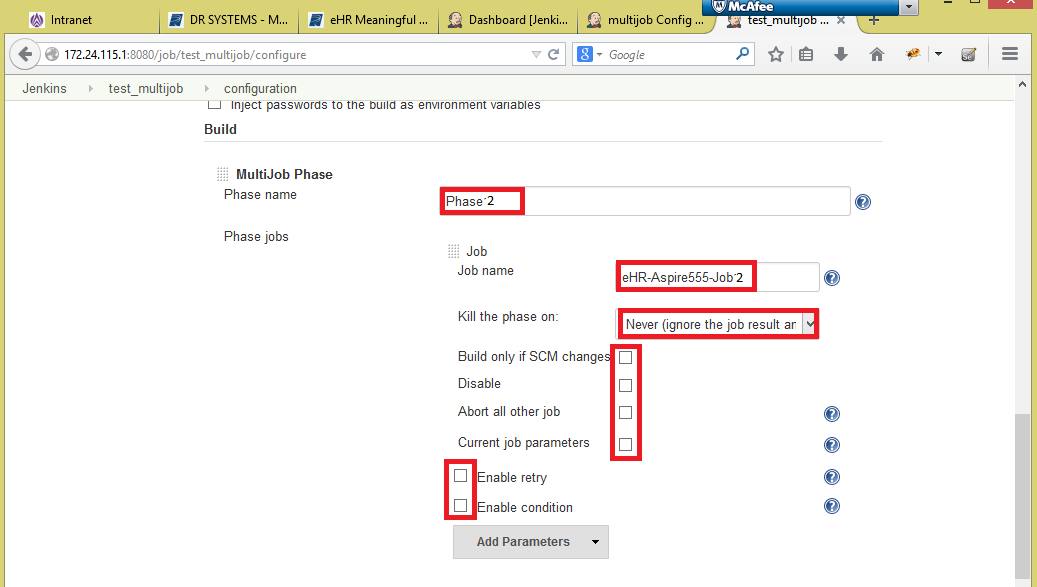 McAfee
Intranet
DR SYSTEMS - M...
eHR Meaningful ...
Dashboard [Jenki...
multijob Config ...
test_multijob ...
172.24.115.1:8080/job/test_multijob/configure
Google
Jenkins
test_multijob
configuration
Inject passwords to the build as environment variables
Build
MultiJob Phase
Phase name
Phase 2
Phase jobs
Job
Job name
eHR-Aspire555-Job 2
Kill the phase on:
Never (ignore the job result an
Build only if SCM changes
Disable
Abort all other job
Current job parameters
Enable retry
Enable condition
Add Parameters